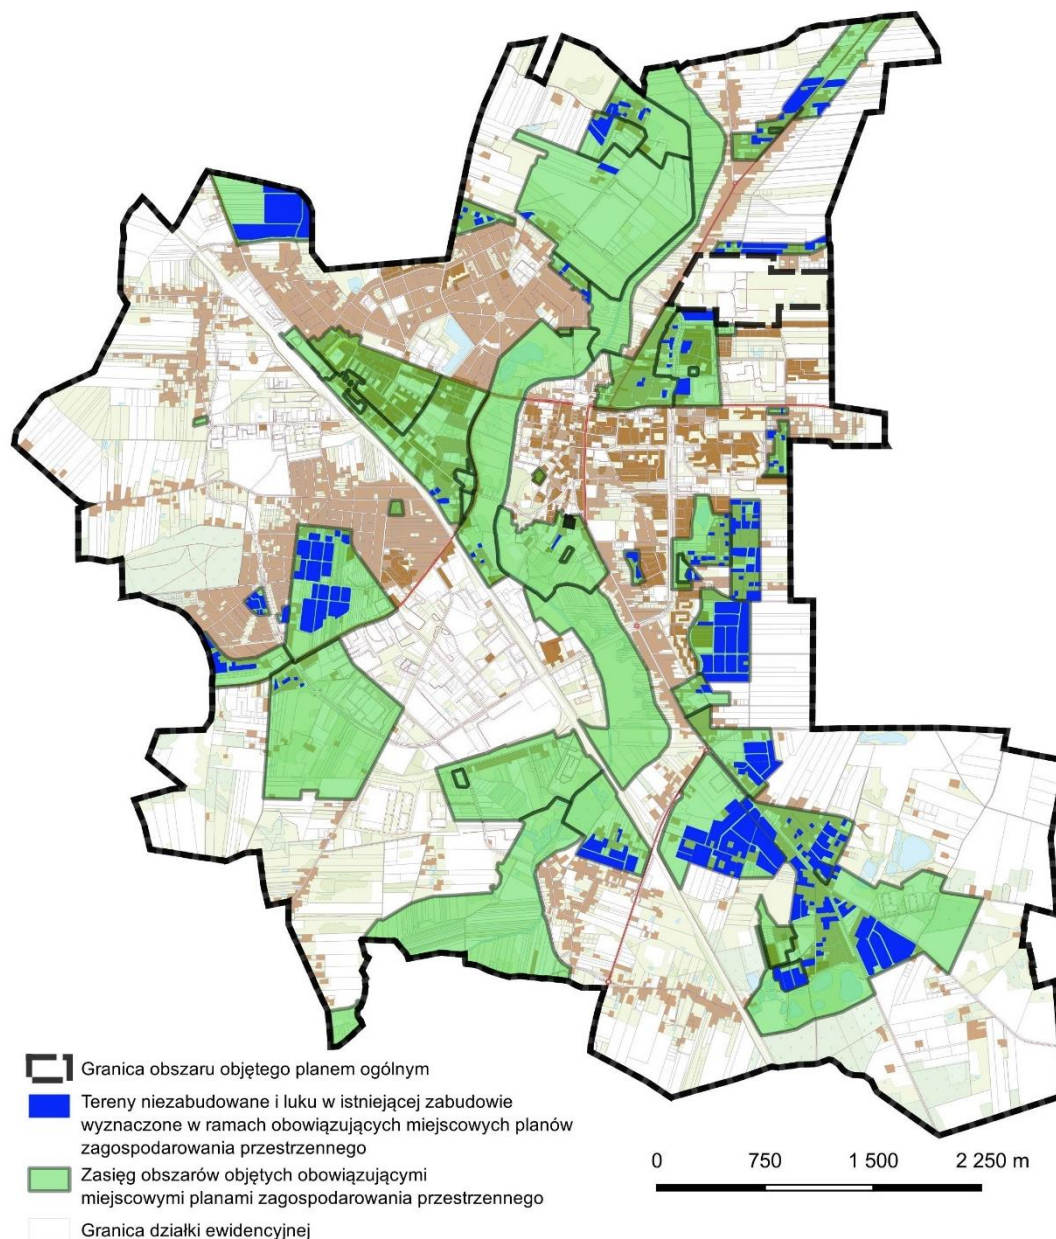 Granica obszaru objętego planem ogólnym
Tereny niezabudowane i luku w istniejącej zabudowie
wyznaczone w ramach obowiązujących miejscowych planów
zagospodarowania przestrzennego
Zasięg obszarów objętych obowiązującymi
miejscowymi planami zagospodarowania przestrzennego
Granica działki ewidencyjnej
0 750 1 500 2 250 m